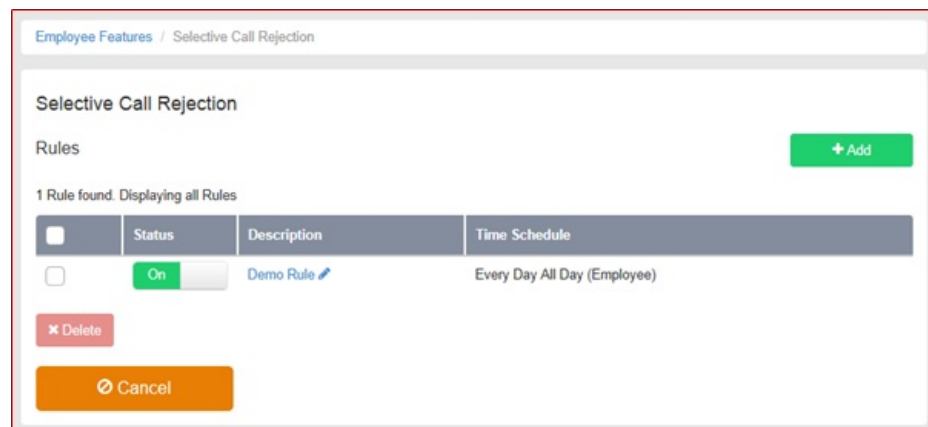 Employee Features / Selective Call Rejection
Selective Call Rejection
Rules
+ Add
1 Rule found. Displaying all Rules
Status Description Time Schedule
On Demo Rule Every Day All Day (Employee)
× Delete
Cancel